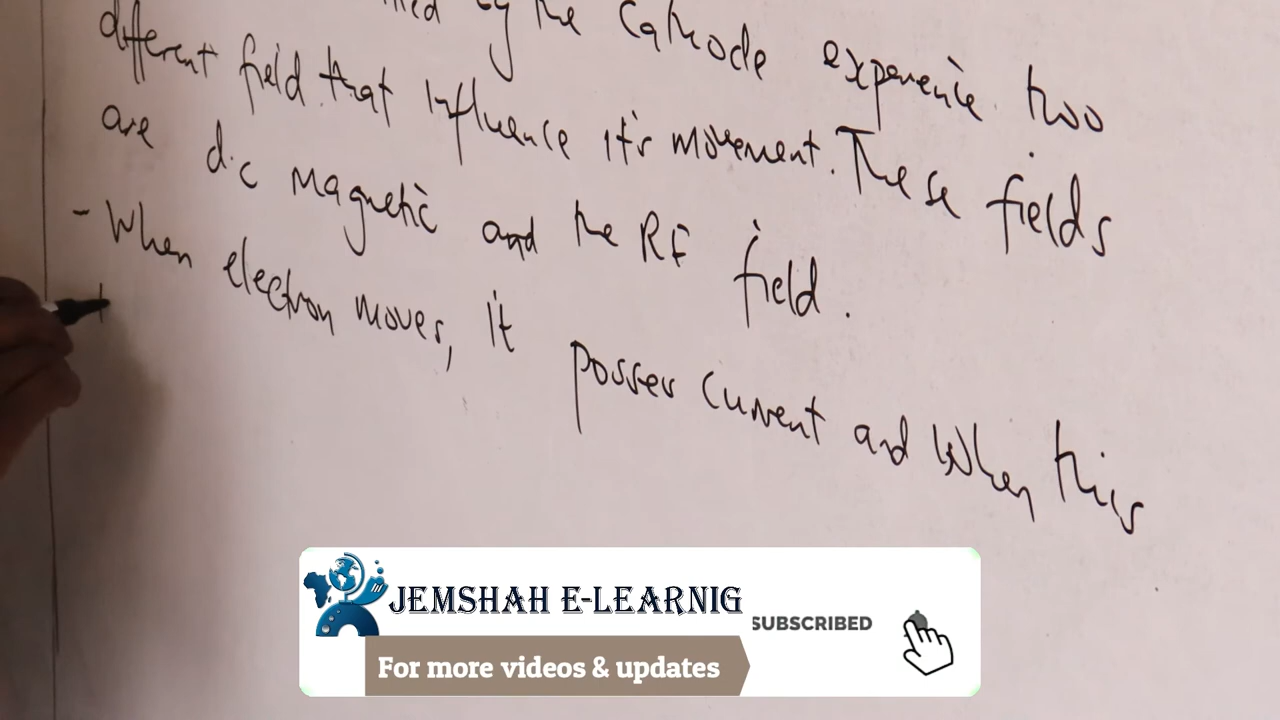 by the Cathode experience two
different field that influence it's movement. These fields
are d.c magnetic and the RF field.
- When electron moves, it posses current and when this
JEMSHAH E-LEARNIG
SUBSCRIBED
For more videos & updates